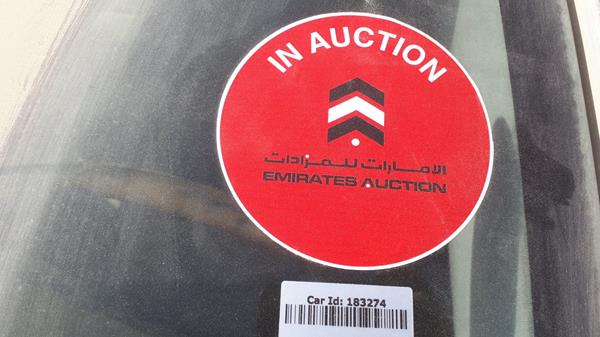 IN AUCTION
الامارات للمزادات
EMIRATES AUCTION
Car Id: 183274